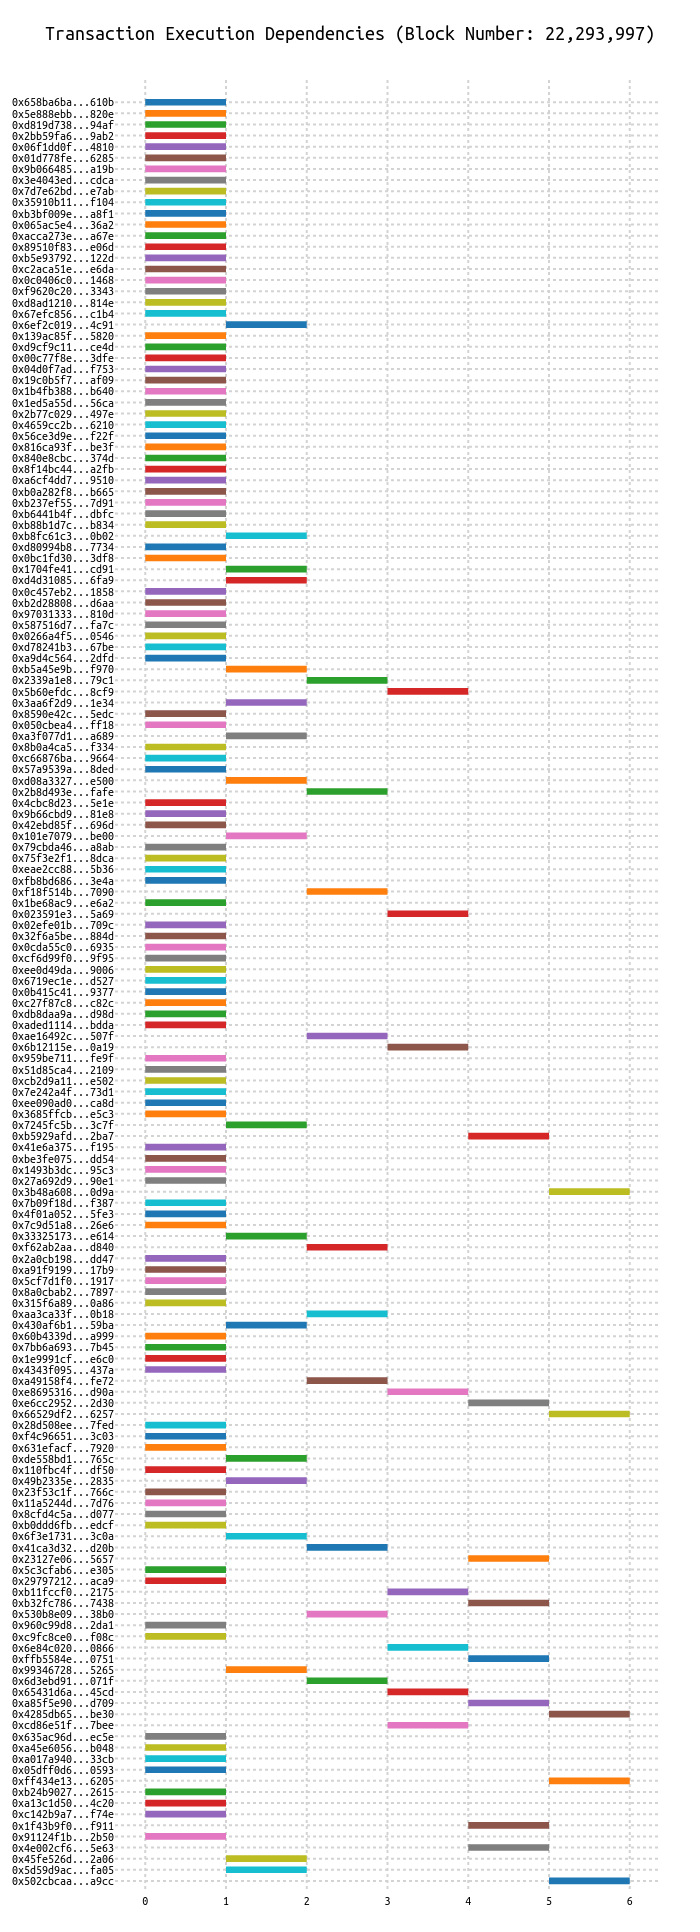 Transaction Execution Dependencies (Block Number: 22,293,997)
0x658ba6ba...610b
0x5e888ebb...820e
0xd819d738...94af
0x2bb59fa6...9ab2
0x06f1dd0f...4810
0x01d778fe...6285
0x9b066485...a19b
0x3e4043ed...cdca
0x7d7e62bd...e7ab
0x35910b11...f104
0xb3bf009e...a8f1
0x065ac5e4...36a2
0xacca273e...a67e
0x89510f83...e06d
0xb5e93792...122d
0xc2aca51e...e6da
0x0c0406c0...1468
0xf9620c20...3343
0xd8ad1210...814e
0x67efc856...c1b4
0x6ef2c019...4c91
0x139ac85f...5820
0xd9cf9c11...ce4d
0x00c77f8e...3dfe
0x04d0f7ad...f753
0x19c0b5f7...af09
0x1b4fb388...b640
0x1ed5a55d...56ca
0x2b77c029...497e
0x4659cc2b...6210
0x56ce3d9e...f22f
0x816ca93f...be3f
0x840e8cbc...374d
0x8f14bc44...a2fb
0xa6cf4dd7...9510
0xb0a282f8...b665
0xb237ef55...7d91
0xb6441b4f...dbfc
0xb88b1d7c...b834
0xb8fc61c3...0b02
0xd80994b8...7734
0x0bc1fd30...3df8
0x1704fe41...cd91
0xd4d31085...6fa9
0x0c457eb2...1858
0xb2d28808...d6aa
0x97031333...810d
0x587516d7...fa7c
0x0266a4f5...0546
0xd78241b3...67be
0xa9d4c564...2dfd
0xb5a45e9b...f970
0x2339a1e8...79c1
0x5b60efdc...8cf9
0x3aa6f2d9...1e34
0x8590e42c...5edc
0x050cbea4...ff18
0xa3f077d1...a689
0x8b0a4ca5...f334
0xc66876ba...9664
0x57a9539a...8ded
0xd08a3327...e500
0x2b8d493e...fafe
0x4cbc8d23...5e1e
0x9b66cbd9...81e8
0x42ebd85f...696d
0x101e7079...be00
0x79cbda46...a8ab
0x75f3e2f1...8dca
0xeae2cc88...5b36
0xfb8bd686...3e4a
0xf18f514b...7090
0x1be68ac9...e6a2
0x023591e3...5a69
0x02efe01b...709c
0x32f6a5be...884d
0x0cda55c0...6935
0xcf6d99f0...9f95
0xee0d49da...9006
0x6719ec1e...d527
0x0b415c41...9377
0xc27f87c8...c82c
0xdb8daa9a...d98d
0xaded1114...bdda
0xae16492c...507f
0x6b12115e...0a19
0x959be711...fe9f
0x51d85ca4...2109
0xcb2d9a11...e502
0x7e242a4f...73d1
0xee090ad0...ca8d
0x3685ffcb...e5c3
0x7245fc5b...3c7f
0xb5929afd...2ba7
0x41e6a375...f195
0xbe3fe075...dd54
0x1493b3dc...95c3
0x27a692d9...90e1
0x3b48a608...0d9a
0x7b09f18d...f387
0x4f01a052...5fe3
0x7c9d51a8...26e6
0x33325173...e614
0xf62ab2aa...d840
0x2a0cb198...dd47
0xa91f9199...17b9
0x5cf7d1f0...1917
0x8a0cbab2...7897
0x315f6a89...0a86
0xaa3ca33f...0b18
0x430af6b1...59ba
0x60b4339d...a999
0x7bb6a693...7b45
0x1e9991cf...e6c0
0x4343f095...437a
0xa49158f4...fe72
0xe8695316...d90a
0xe6cc2952...2d30
0x66529df2...6257
0x28d508ee...7fed
0xf4c96651...3c03
0x631efacf...7920
0xde558bd1...765c
0x110fbc4f...df50
0x49b2335e...2835
0x23f53c1f...766c
0x11a5244d...7d76
0x8cfd4c5a...d077
0xb0ddd6fb...edcf
0x6f3e1731...3c0a
0x41ca3d32...d20b
0x23127e06...5657
0x5c3cfab6...e305
0x29797212...aca9
0xb11fccf0...2175
0xb32fc786...7438
0x530b8e09...38b0
0x960c99d8...2da1
0xc9fc8ce0...f08c
0x6e84c020...0866
0xffb5584e...0751
0x99346728...5265
0x6d3ebd91...071f
0x65431d6a...45cd
0xa85f5e90...d709
0x4285db65...be30
0xcd86e51f...7bee
0x635ac96d...ec5e
0xa45e6056...b048
0xa017a940...33cb
0x05dff0d6...0593
0xff434e13...6205
0xb24b9027...2615
0xa13c1d50...4c20
0xc142b9a7...f74e
0x1f43b9f0...f911
0x91124f1b...2b50
0x4e002cf6...5e63
0x45fe526d...2a06
0x5d59d9ac...fa05
0x502cbcaa...a9cc
0 1 2 3 4 5 6